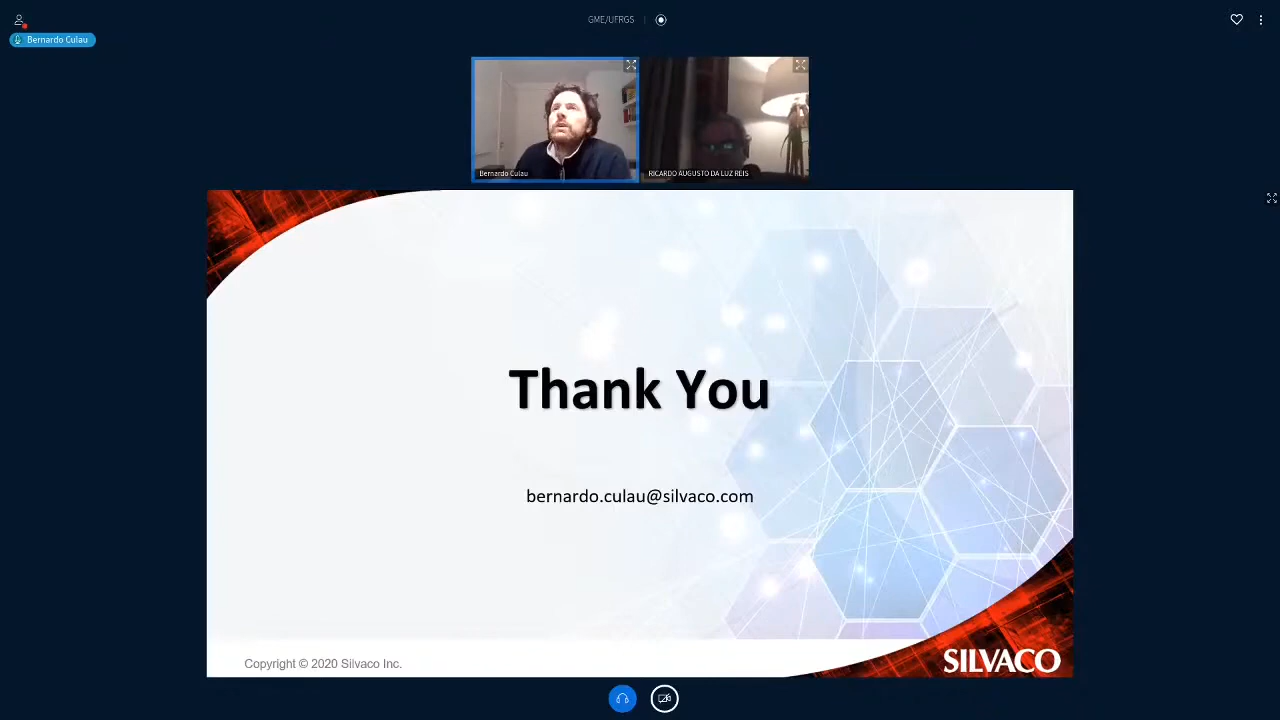 GME/UFRGS
Bernardo Culau
Bernardo Culau
RICARDO AUGUSTO DA LUZ REIS
Thank You
bernardo.culau@silvaco.com
Copyright © 2020 Silvaco Inc.
SILVACO